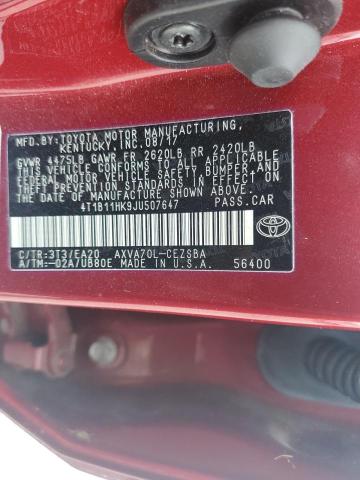 MFD.BY:TOYOTA MOTOR MANUFACTURING,
KENTUCKY,INC.08/17
GVWR 4475LB GAWR FR 2620LB RR 2420LB
THIS VEHICLE CONFORMS TO ALL APPLICABLE
FEDERAL MOTOR VEHICLE SAFETY, BUMPER, AND
THEFT PREVENTION STANDARDS IN EFFECT ON
THE DATE OF MANUFACTURE SHOWN ABOVE.
4T1B11HK9JU507647 PASS.CAR
C/TR:3T3/EA20 AXVA70L-CEZSBA
A/TM:-02A/UB80E MADE IN U.S.A. 56400
TOYOTA